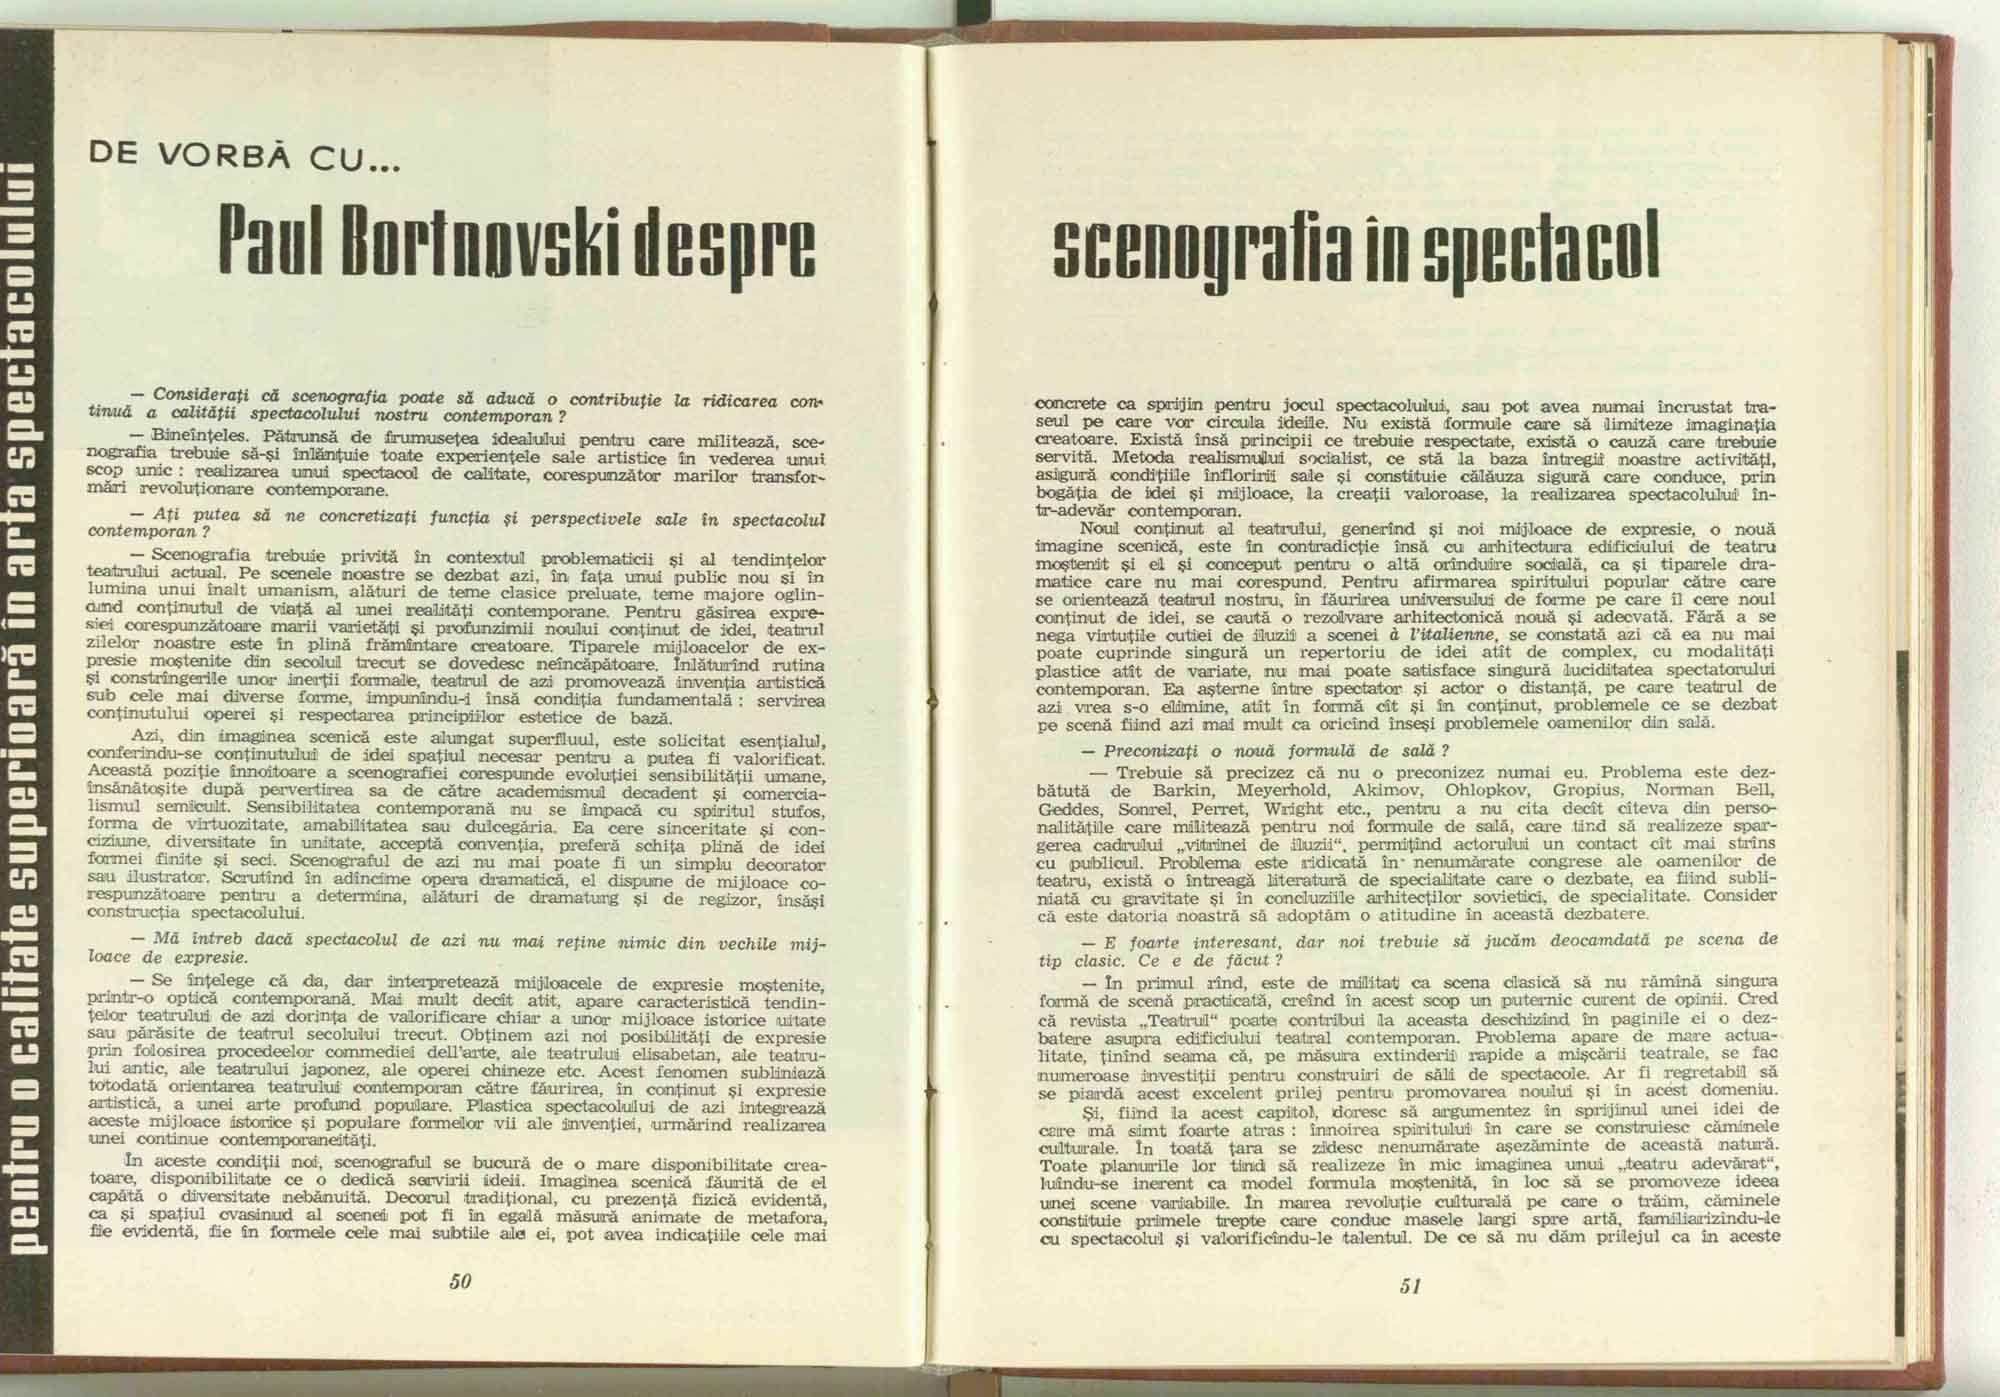 pentru o calitate superioară în arta spectacolului
DE VORBĂ CU...
Paul Bortnovski despre
— Considerați că scenografia poate să aducă o contribuție la ridicarea con-
tinuă a calității spectacolului nostru contemporan ?
— Bineînțeles. Pătrunsă de frumusețea idealului pentru care militează, sce-
nografia trebuie să-și înlănțuie toate experiențele sale artistice în vederea unui
scop unic : realizarea unui spectacol de calitate, corespunzător marilor transfor-
mări revoluționare contemporane.
— Ați putea să ne concretizați funcția și perspectivele sale în spectacolul
contemporan ?
— Scenografia trebuie privită în contextul problematicii și al tendințelor
teatrului actual. Pe scenele noastre se dezbat azi, în fața unui public nou și în
lumina unui înalt umanism, alături de teme clasice preluate, teme majore oglin-
dind conținutul de viață al unei realități contemporane. Pentru găsirea expre-
siei corespunzătoare marii varietăți și profunzimii noului conținut de idei, teatrul
zilelor noastre este în plină frămîntare creatoare. Tiparele mijloacelor de ex-
presie moștenite din secolul trecut se dovedesc neîncăpătoare. Înlăturînd rutina
și constrîngerile unor inerții formale, teatrul de azi promovează invenția artistică
sub cele mai diverse forme, impunîndu-i însă condiția fundamentală : servirea
conținutului operei și respectarea principiilor estetice de bază.
Azi, din imaginea scenică este alungat superfluul, este solicitat esențialul,
conferindu-se conținutului de idei spațiul necesar pentru a putea fi valorificat.
Această poziție înnoitoare a scenografiei corespunde evoluției sensibilității umane,
însănătoșite după pervertirea sa de către academismul decadent și comercia-
lismul semicult. Sensibilitatea contemporană nu se împacă cu spiritul stufos,
forma de virtuozitate, amabilitatea sau dulcegăria. Ea cere sinceritate și con-
ciziune, diversitate în unitate, acceptă convenția, preferă schița plină de idei
formei finite și seci. Scenograful de azi nu mai poate fi un simplu decorator
sau ilustrator. Scrutînd în adîncime opera dramatică, el dispune de mijloace co-
respunzătoare pentru a determina, alături de dramaturg și de regizor, însăși
construcția spectacolului.
— Mă întreb dacă spectacolul de azi nu mai reține nimic din vechile mij-
loace de expresie.
— Se înțelege că da, dar interpretează mijloacele de expresie moștenite,
printr-o optică contemporană. Mai mult decît atît, apare caracteristică tendin-
țelor teatrului de azi dorința de valorificare chiar a unor mijloace istorice uitate
sau părăsite de teatrul secolului trecut. Obținem azi noi posibilități de expresie
prin folosirea procedeelor commediei dell'arte, ale teatrului elisabetan, ale teatru-
lui antic, ale teatrului japonez, ale operei chineze etc. Acest fenomen subliniază
totodată orientarea teatrului contemporan către făurirea, în conținut și expresie
artistică, a unei arte profund populare. Plastica spectacolului de azi integrează
aceste mijloace istorice și populare formelor vii ale invenției, urmărind realizarea
unei continue contemporaneități.
În aceste condiții noi, scenograful se bucură de o mare disponibilitate crea-
toare, disponibilitate ce o dedică servirii ideii. Imaginea scenică făurită de el
capătă o diversitate nebănuită. Decorul tradițional, cu prezență fizică evidentă,
ca și spațiul cvasinud al scenei pot fi în egală măsură animate de metafora,
fie evidentă, fie în formele cele mai subtile ale ei, pot avea indicațiile cele mai
50
scenografia în spectacol
concrete ca sprijin pentru jocul spectacolului, sau pot avea numai încrustat tra-
seul pe care vor circula ideile. Nu există formule care să limiteze imaginația
creatoare. Există însă principii ce trebuie respectate, există o cauză care trebuie
servită. Metoda realismului socialist, ce stă la baza întregii noastre activități,
asigură condițiile înfloririi sale și constituie călăuza sigură care conduce, prin
bogăția de idei și mijloace, la creații valoroase, la realizarea spectacolului în-
tr-adevăr contemporan.
Noul conținut al teatrului, generînd și noi mijloace de expresie, o nouă
imagine scenică, este în contradicție însă cu arhitectura edificiului de teatru
moștenit și el și conceput pentru o altă orînduire socială, ca și tiparele dra-
matice care nu mai corespund. Pentru afirmarea spiritului popular către care
se orientează teatrul nostru, în făurirea universului de forme pe care îl cere noul
conținut de idei, se caută o rezolvare arhitectonică nouă și adecvată. Fără a se
nega virtuțile cutiei de iluzii a scenei à l'italienne, se constată azi că ea nu mai
poate cuprinde singură un repertoriu de idei atît de complex, cu modalități
plastice atît de variate, nu mai poate satisface singură luciditatea spectatorului
contemporan. Ea așterne între spectator și actor o distanță, pe care teatrul de
azi vrea s-o elimine, atît în formă cît și în conținut, problemele ce se dezbat
pe scenă fiind azi mai mult ca oricînd înseși problemele oamenilor din sală.
— Preconizați o nouă formulă de sală ?
— Trebuie să precizez că nu o preconizez numai eu. Problema este dez-
bătută de Barkin, Meyerhold, Akimov, Ohlopkov, Gropius, Norman Bell,
Geddes, Sonrel, Perret, Wright etc., pentru a nu cita decît cîteva din perso-
nalitățile care militează pentru noi formule de sală, care tind să realizeze spar-
gerea cadrului „vitrinei de iluzii“, permițînd actorului un contact cît mai strîns
cu publicul. Problema este ridicată în nenumărate congrese ale oamenilor de
teatru, există o întreagă literatură de specialitate care o dezbate, ea fiind subli-
niată cu gravitate și în concluziile arhitecților sovietici, de specialitate. Consider
că este datoria noastră să adoptăm o atitudine în această dezbatere.
— E foarte interesant, dar noi trebuie să jucăm deocamdată pe scena de
tip clasic. Ce e de făcut ?
— În primul rînd, este de militat ca scena clasică să nu rămînă singura
formă de scenă practicată, creînd în acest scop un puternic curent de opinii. Cred
că revista „Teatrul“ poate contribui la aceasta deschizînd în paginile ei o dez-
batere asupra edificiului teatral contemporan. Problema apare de mare actua-
litate, ținînd seama că, pe măsura extinderii rapide a mișcării teatrale, se fac
numeroase investiții pentru construiri de săli de spectacole. Ar fi regretabil să
se piardă acest excelent prilej pentru promovarea noului și în acest domeniu.
Și, fiind la acest capitol, doresc să argumentez în sprijinul unei idei de
care mă simt foarte atras : înnoirea spiritului în care se construiesc căminele
culturale. În toată țara se zidesc nenumărate așezăminte de această natură.
Toate planurile lor tind să realizeze în mic imaginea unui „teatru adevărat“,
luîndu-se inerent ca model formula moștenită, în loc să se promoveze ideea
unei scene variabile. În marea revoluție culturală pe care o trăim, căminele
constituie primele trepte care conduc masele largi spre artă, familiarizîndu-le
cu spectacolul și valorificîndu-le talentul. De ce să nu dăm prilejul ca în aceste
51